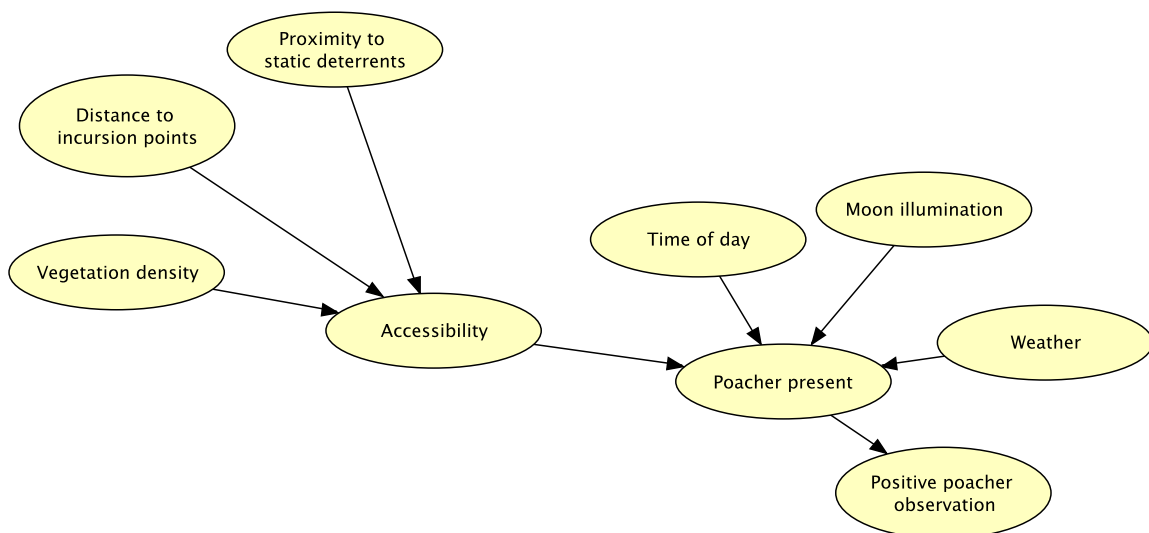 Proximity to
static deterrents
Distance to
incursion points
Vegetation density
Accessibility
Time of day
Moon illumination
Weather
Poacher present
Positive poacher
observation